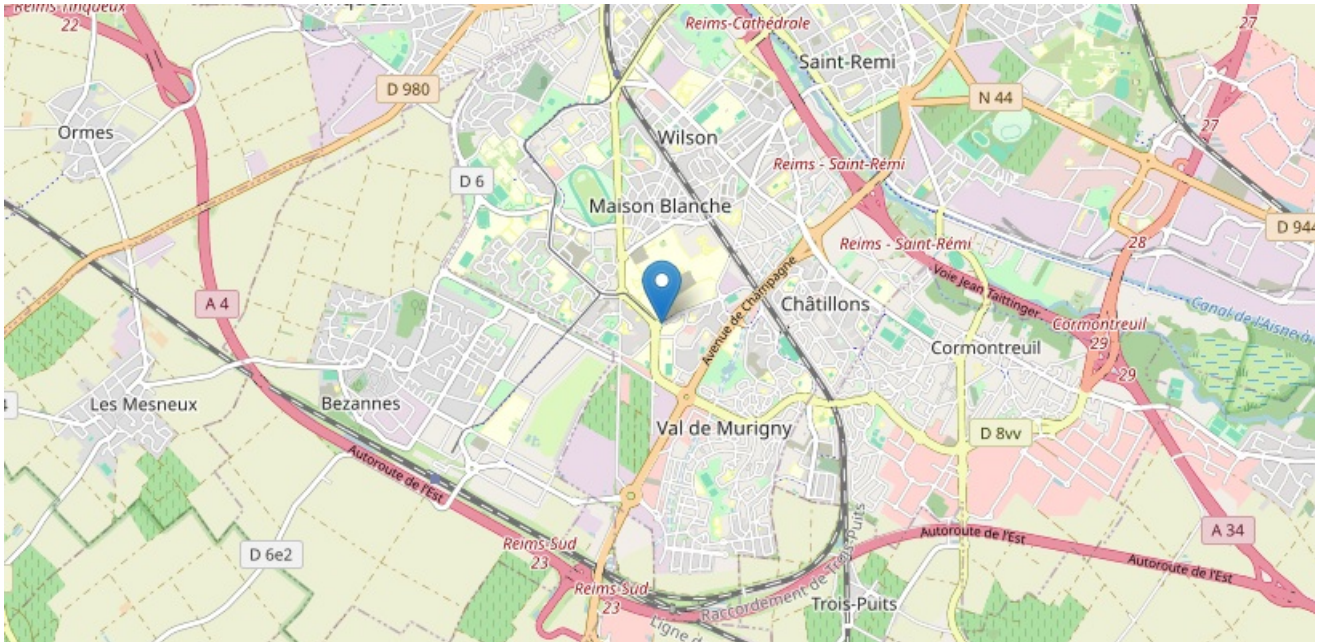 Reims-Tinqueux
22
Reims-Cathédrale
27
Saint-Remi
D 980
N 44
Ormes
27
Wilson
Reims - Saint-Rémi
D 6
Maison Blanche
D 944
28
Reims - Saint-Rémi
Voie Jean Taittinger
A 4
Avenue de Champagne
Châtillons
Canal de l'Aisne à
Cormontreuil
29
Cormontreuil
29
Les Mesneux
Bezannes
Val de Murigny
D 8vv
Autoroute de l'Est
A 34
Autoroute de l'Est
Reims-Sud
23
D 6e2
Autoroute de l'Est
Reims-Sud
23
Raccordement de Trois-Puits
Trois-Puits
Ligne d